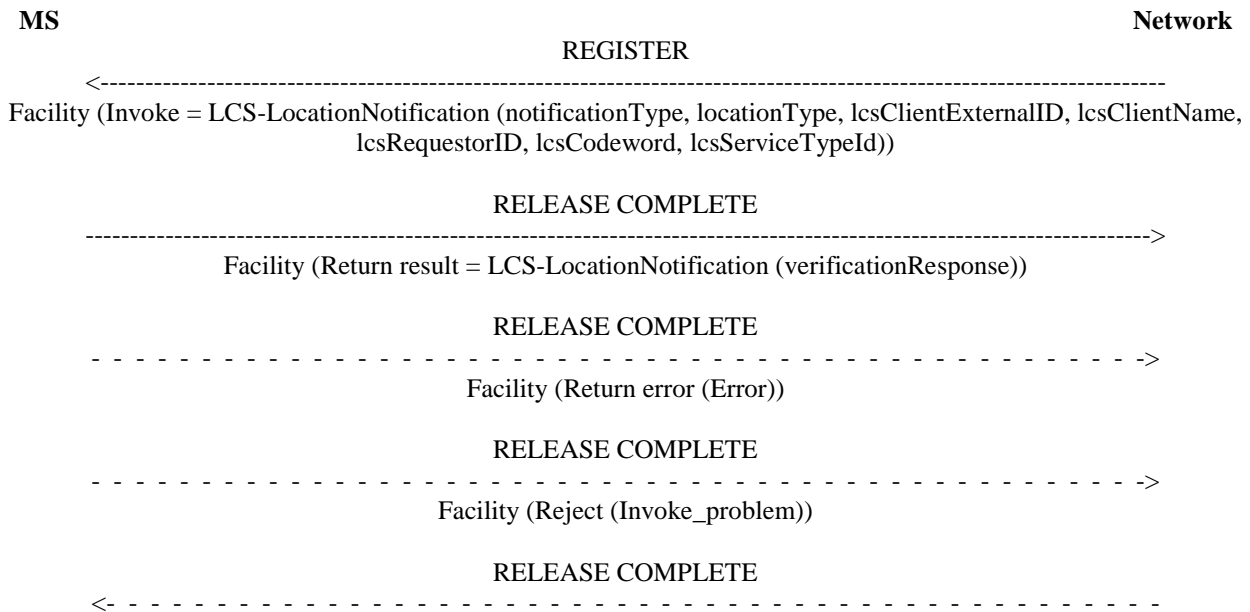 MS Network
REGISTER
<------------------------------------------------------------------------------------------------------------------------
Facility (Invoke = LCS-LocationNotification (notificationType, locationType, lcsClientExternalID, lcsClientName,
lcsRequestorID, lcsCodeword, lcsServiceTypeId))
RELEASE COMPLETE
------------------------------------------------------------------------------------------------------------------------>
Facility (Return result = LCS-LocationNotification (verificationResponse))
RELEASE COMPLETE
- - - - - - - - - - - - - - - - - - - - - - - - - - - - - - - - - - - - - - - - - - - - - - - - ->
Facility (Return error (Error))
RELEASE COMPLETE
- - - - - - - - - - - - - - - - - - - - - - - - - - - - - - - - - - - - - - - - - - - - - - - - ->
Facility (Reject (Invoke_problem))
RELEASE COMPLETE
<- - - - - - - - - - - - - - - - - - - - - - - - - - - - - - - - - - - - - - - - - - - - - - - - -